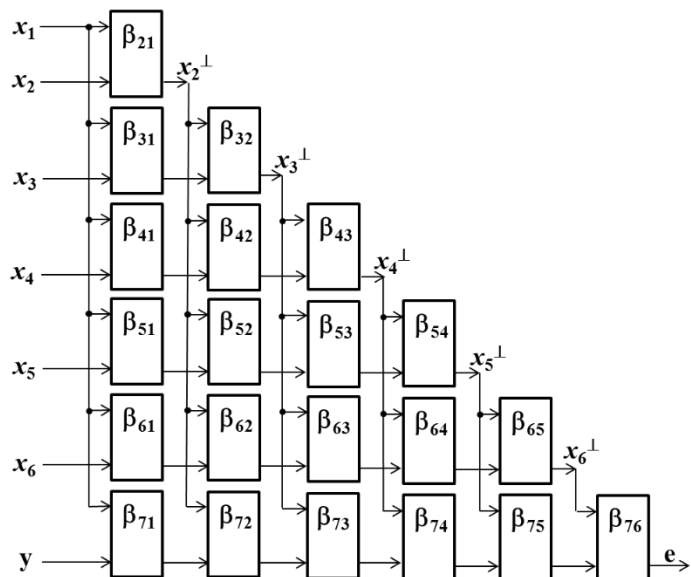 x₁ β₂₁
x₂ x₂⊥
β₃₁ β₃₂
x₃ x₃⊥
β₄₁ β₄₂ β₄₃
x₄ x₄⊥
β₅₁ β₅₂ β₅₃ β₅₄
x₅ x₅⊥
β₆₁ β₆₂ β₆₃ β₆₄ β₆₅
x₆ x₆⊥
β₇₁ β₇₂ β₇₃ β₇₄ β₇₅ β₇₆
y e